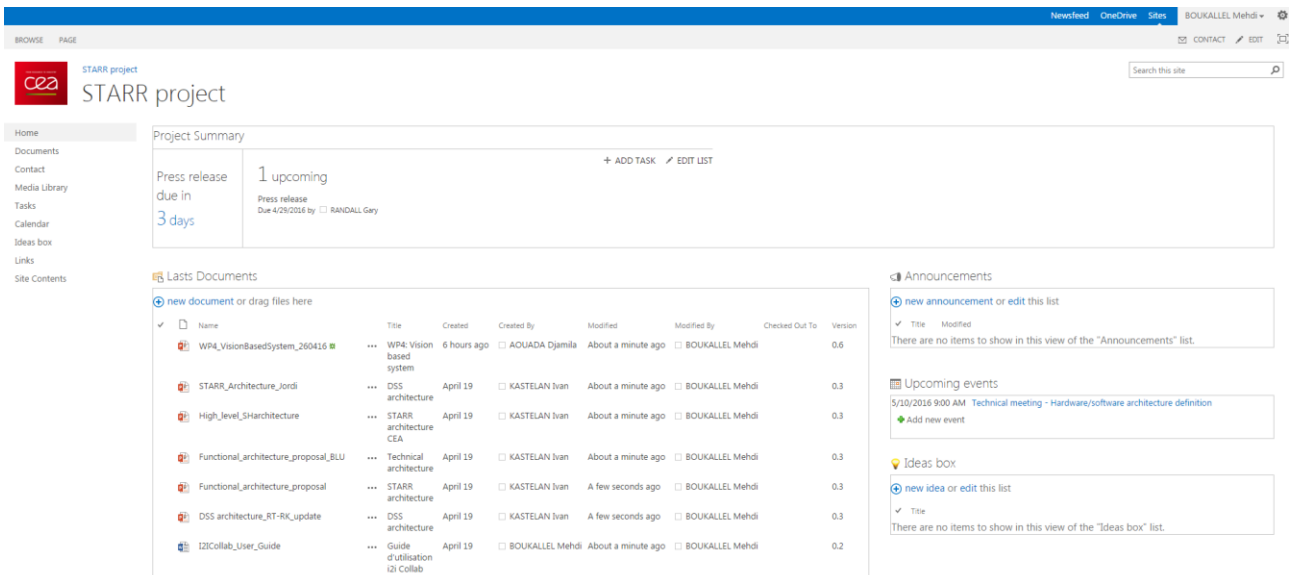 Newsfeed OneDrive Sites BOUKALLEL Mehdi
BROWSE PAGE
CONTACT EDIT
cea
STARR project
STARR project
Search this site
Home
Documents
Contact
Media Library
Tasks
Calendar
Ideas box
Links
Site Contents
Project Summary
Press release
due in
3 days
1 upcoming
Press release
Due 4/29/2016 by RANDALL Gary
+ ADD TASK EDIT LIST
Lasts Documents
new document or drag files here
Name Title Created Created By Modified Modified By Checked Out To Version
WP4_VisionBasedSystem_260416 ... WP4: Vision 6 hours ago AOUADA Djamila About a minute ago BOUKALLEL Mehdi 0.6
based
system
STARR_Architecture_Jordi ... DSS April 19 KASTELAN Ivan About a minute ago BOUKALLEL Mehdi 0.3
architecture
High_level_SHarchitecture ... STARR April 19 KASTELAN Ivan About a minute ago BOUKALLEL Mehdi 0.3
architecture
CEA
Functional_architecture_proposal_BLU ... Technical April 19 KASTELAN Ivan About a minute ago BOUKALLEL Mehdi 0.3
architecture
Functional_architecture_proposal ... STARR April 19 KASTELAN Ivan A few seconds ago BOUKALLEL Mehdi 0.3
architecture
DSS architecture_RT-RK_update ... DSS April 19 KASTELAN Ivan A few seconds ago BOUKALLEL Mehdi 0.3
architecture
I2ICollab_User_Guide ... Guide April 19 BOUKALLEL Mehdi About a minute ago BOUKALLEL Mehdi 0.2
d'utilisation
i2i Collab
Announcements
new announcement or edit this list
Title Modified
There are no items to show in this view of the "Announcements" list.
Upcoming events
5/10/2016 9:00 AM Technical meeting - Hardware/software architecture definition
Add new event
Ideas box
new idea or edit this list
Title
There are no items to show in this view of the "Ideas box" list.